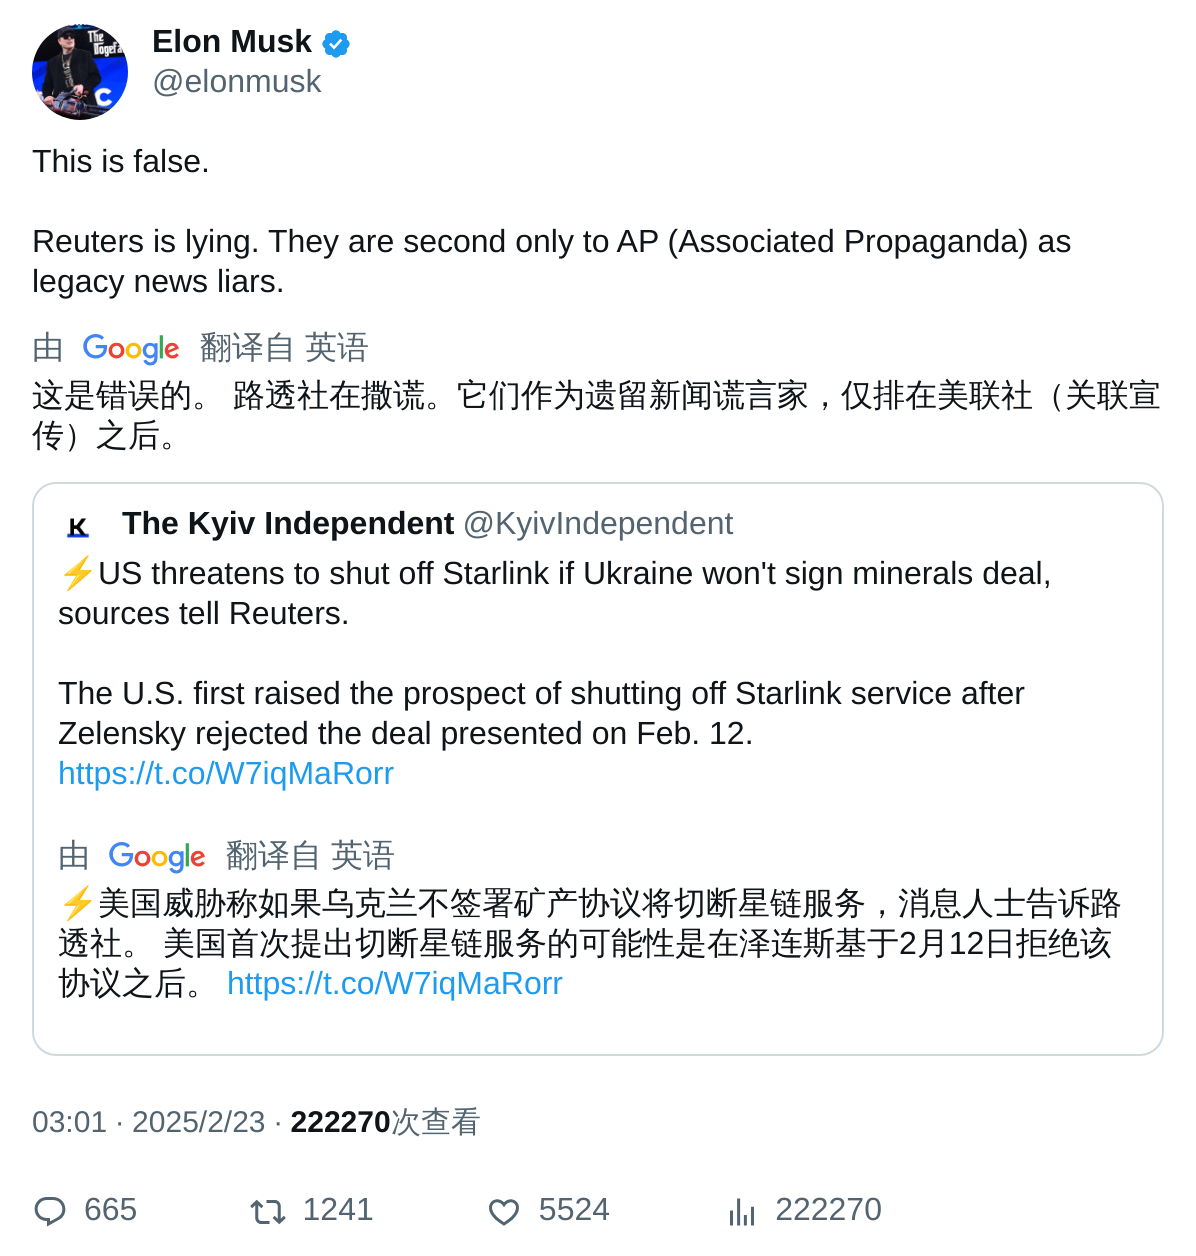 The
Dogefa
C
Elon Musk
@elonmusk
This is false.
Reuters is lying. They are second only to AP (Associated Propaganda) as
legacy news liars.
由 Google 翻译自 英语
这是错误的。 路透社在撒谎。它们作为遗留新闻谎言家，仅排在美联社（关联宣
传）之后。
K
The Kyiv Independent @KyivIndependent
⚡US threatens to shut off Starlink if Ukraine won't sign minerals deal,
sources tell Reuters.
The U.S. first raised the prospect of shutting off Starlink service after
Zelensky rejected the deal presented on Feb. 12.
https://t.co/W7iqMaRorr
由 Google 翻译自 英语
⚡美国威胁称如果乌克兰不签署矿产协议将切断星链服务，消息人士告诉路
透社。 美国首次提出切断星链服务的可能性是在泽连斯基于2月12日拒绝该
协议之后。 https://t.co/W7iqMaRorr
03:01 · 2025/2/23 · 222270次查看
665 1241 5524 222270